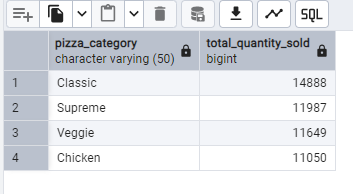 SQL
pizza_category total_quantity_sold
character varying (50) bigint
1 Classic 14888
2 Supreme 11987
3 Veggie 11649
4 Chicken 11050